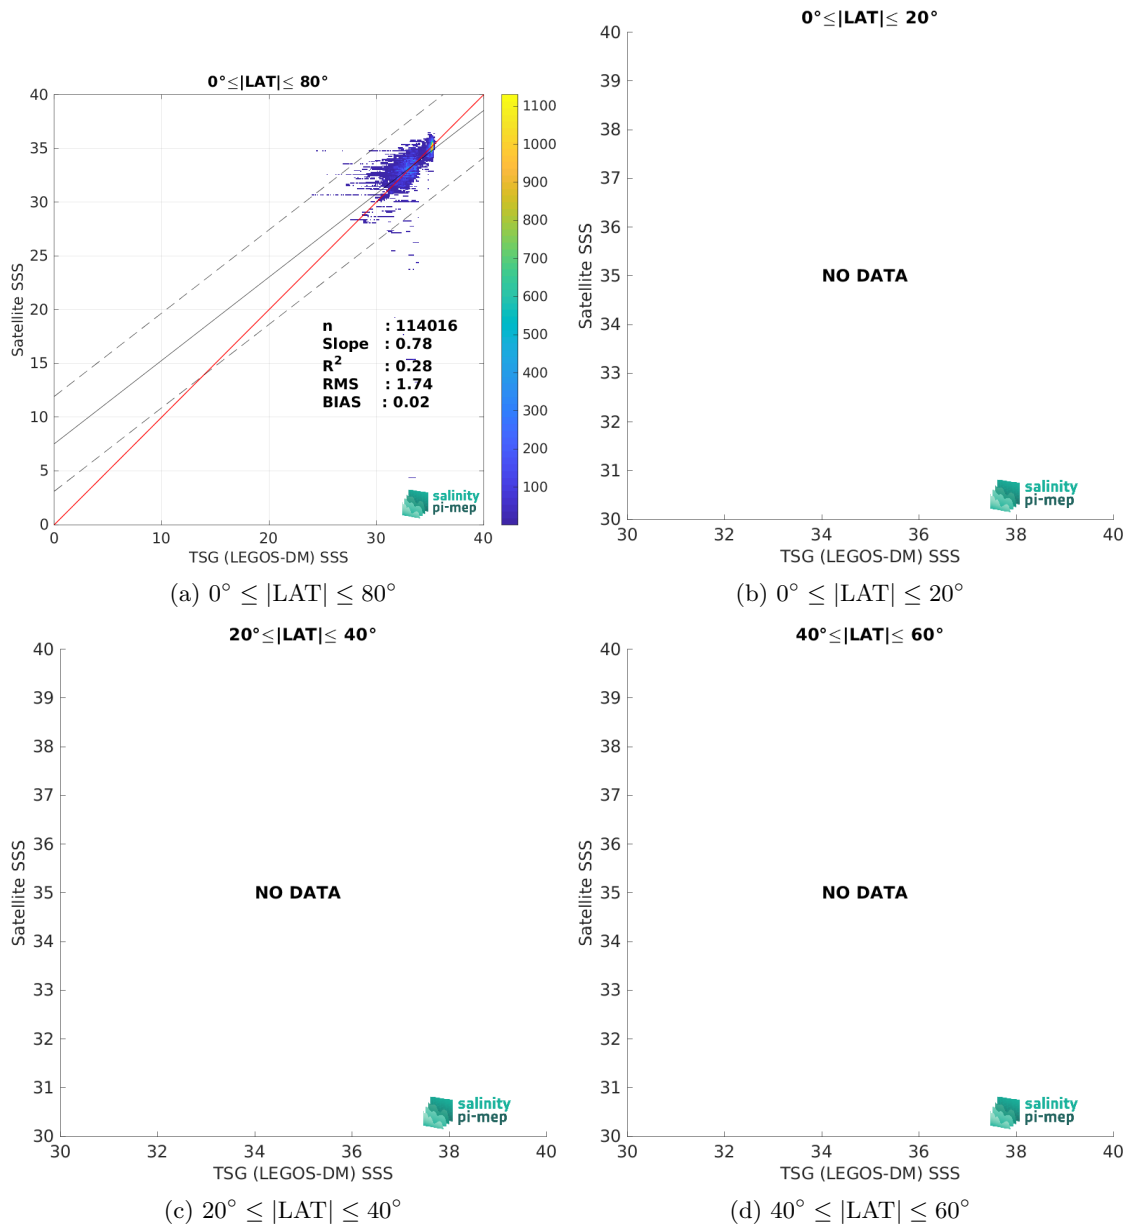 0°≤|LAT|≤ 80°
40
35
30
25
20
15
10
5
0
Satellite SSS
0
10
20
30
40
TSG (LEGOS-DM) SSS
n : 114016
Slope : 0.78
R2 : 0.28
RMS : 1.74
BIAS : 0.02
salinity
pi-mep
1100
1000
900
800
700
600
500
400
300
200
100
(a) 0° ≤ |LAT| ≤ 80°
0°≤|LAT|≤ 20°
40
39
38
37
36
35
34
33
32
31
30
Satellite SSS
NO DATA
salinity
pi-mep
30
32
34
36
38
40
TSG (LEGOS-DM) SSS
(b) 0° ≤ |LAT| ≤ 20°
20°≤|LAT|≤ 40°
40
39
38
37
36
35
34
33
32
31
30
Satellite SSS
NO DATA
salinity
pi-mep
30
32
34
36
38
40
TSG (LEGOS-DM) SSS
(c) 20° ≤ |LAT| ≤ 40°
40°≤|LAT|≤ 60°
40
39
38
37
36
35
34
33
32
31
30
Satellite SSS
NO DATA
salinity
pi-mep
30
32
34
36
38
40
TSG (LEGOS-DM) SSS
(d) 40° ≤ |LAT| ≤ 60°